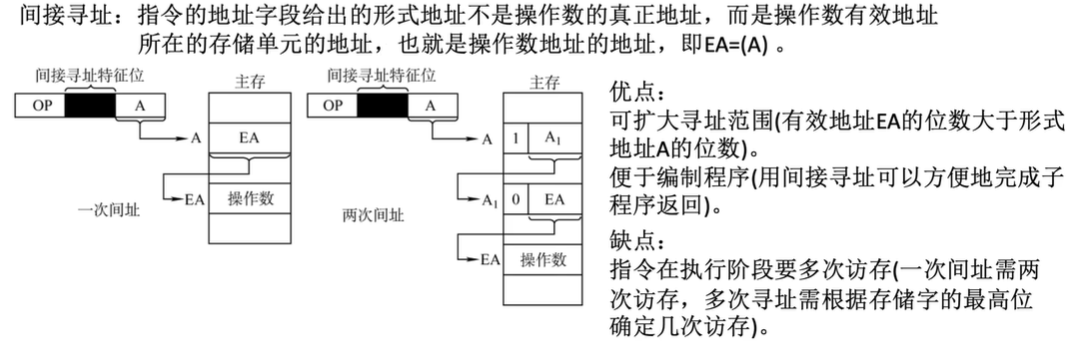 间接寻址：指令的地址字段给出的形式地址不是操作数的真正地址，而是操作数有效地址
所在的存储单元的地址，也就是操作数地址的地址，即EA=(A) 。
间接寻址特征位
主存
OP
A
A
EA
EA
操作数
一次间址
间接寻址特征位
主存
OP
A
A
1
A₁
A₁
0
EA
EA
操作数
两次间址
优点：
可扩大寻址范围(有效地址EA的位数大于形式
地址A的位数)。
便于编制程序(用间接寻址可以方便地完成子
程序返回)。
缺点：
指令在执行阶段要多次访存(一次间址需两
次访存，多次寻址需根据存储字的最高位
确定几次访存)。